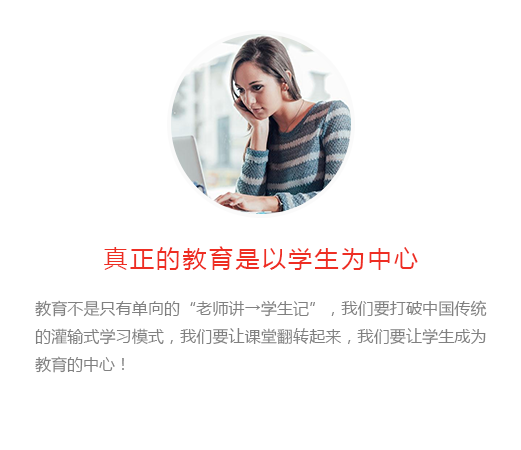 真正的教育是以学生为中心
教育不是只有单向的“老师讲→学生记”，我们要打破中国传统
的灌输式学习模式，我们要让课堂翻转起来，我们要让学生成为
教育的中心！